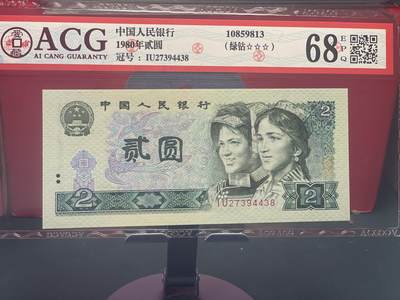 ACG
AI CANG GUARANTY
中国人民银行
1980年贰圆
冠号：IU27394438
10859813
(绿钻☆☆☆)
68
EPQ
中国人民银行
2
贰圆
IU27394438
2
2